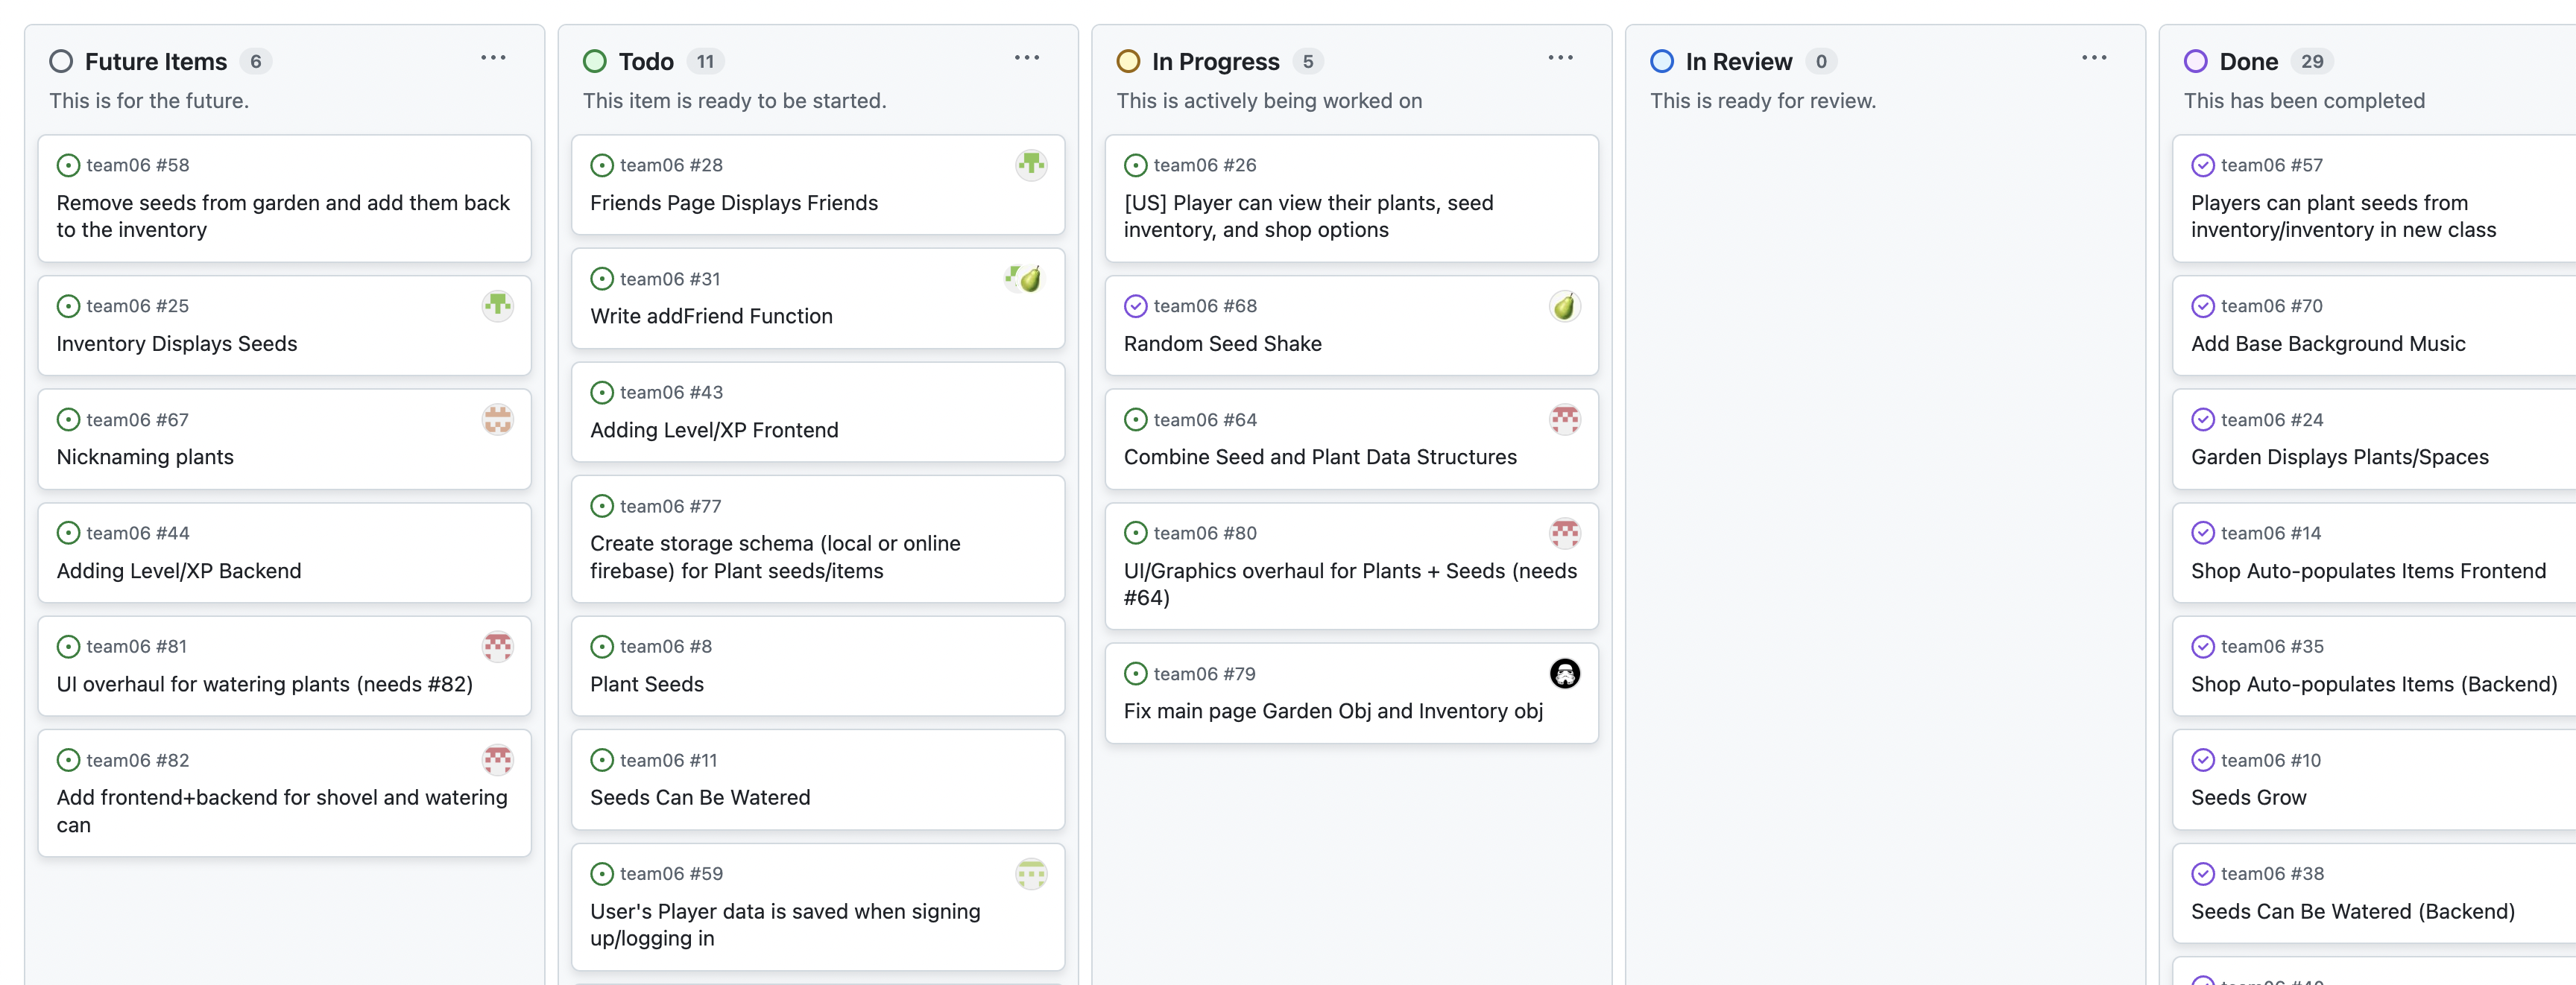 Future Items 6
This is for the future.
team06 #58
Remove seeds from garden and add them back
to the inventory
team06 #25
Inventory Displays Seeds
team06 #67
Nicknaming plants
team06 #44
Adding Level/XP Backend
team06 #81
UI overhaul for watering plants (needs #82)
team06 #82
Add frontend+backend for shovel and watering
can
Todo 11
This item is ready to be started.
team06 #28
Friends Page Displays Friends
team06 #31
Write addFriend Function
team06 #43
Adding Level/XP Frontend
team06 #77
Create storage schema (local or online
firebase) for Plant seeds/items
team06 #8
Plant Seeds
team06 #11
Seeds Can Be Watered
team06 #59
User's Player data is saved when signing
up/logging in
In Progress 5
This is actively being worked on
team06 #26
[US] Player can view their plants, seed
inventory, and shop options
team06 #68
Random Seed Shake
team06 #64
Combine Seed and Plant Data Structures
team06 #80
UI/Graphics overhaul for Plants + Seeds (needs
#64)
team06 #79
Fix main page Garden Obj and Inventory obj
In Review 0
This is ready for review.
Done 29
This has been completed
team06 #57
Players can plant seeds from
inventory/inventory in new class
team06 #70
Add Base Background Music
team06 #24
Garden Displays Plants/Spaces
team06 #14
Shop Auto-populates Items Frontend
team06 #35
Shop Auto-populates Items (Backend)
team06 #10
Seeds Grow
team06 #38
Seeds Can Be Watered (Backend)